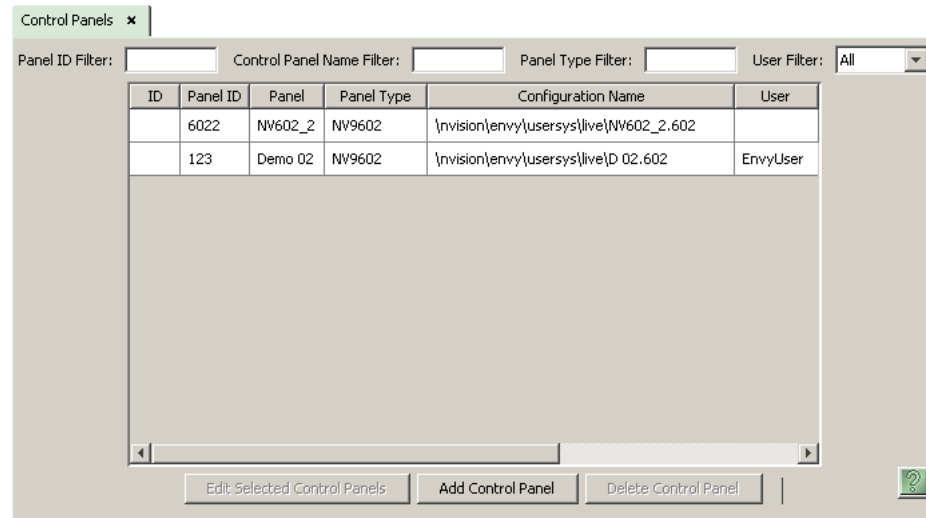 Control Panels ×
Panel ID Filter: Control Panel Name Filter: Panel Type Filter: User Filter: All
ID Panel ID Panel Panel Type Configuration Name User
6022 NV602_2 NV9602 \nvision\envy\usersys\live\NV602_2.602
123 Demo 02 NV9602 \nvision\envy\usersys\live\D 02.602 EnvyUser
Edit Selected Control Panels Add Control Panel Delete Control Panel ?